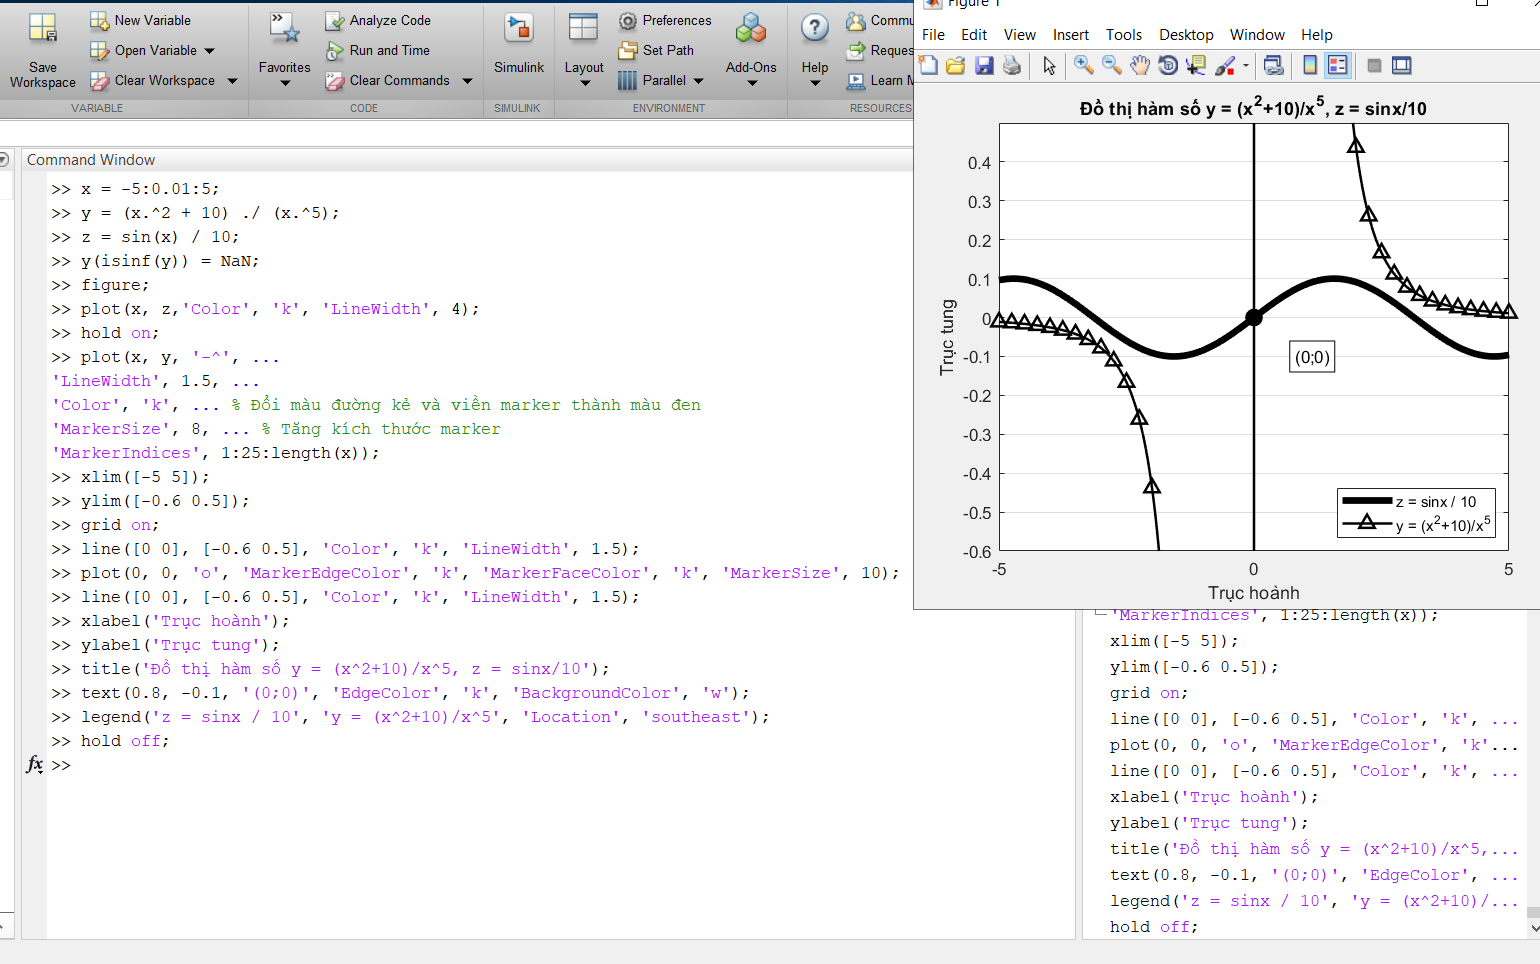 New Variable
Open Variable
Clear Workspace
Save
Workspace
VARIABLE
Favorites
Analyze Code
Run and Time
Clear Commands
CODE
Simulink
SIMULINK
Layout
Preferences
Set Path
Parallel
Add-Ons
ENVIRONMENT
Help
RESOURCES
Figure 1
File Edit View Insert Tools Desktop Window Help
Command Window
>> x = -5:0.01:5;
>> y = (x.^2 + 10) ./ (x.^5);
>> z = sin(x) / 10;
>> y(isinf(y)) = NaN;
>> figure;
>> plot(x, z,'Color', 'k', 'LineWidth', 4);
>> hold on;
>> plot(x, y, '-^', ...
'LineWidth', 1.5, ...
'Color', 'k', ... % Đổi màu đường kẻ và viền marker thành màu đen
'MarkerSize', 8, ... % Tăng kích thước marker
'MarkerIndices', 1:25:length(x));
>> xlim([-5 5]);
>> ylim([-0.6 0.5]);
>> grid on;
>> line([0 0], [-0.6 0.5], 'Color', 'k', 'LineWidth', 1.5);
>> plot(0, 0, 'o', 'MarkerEdgeColor', 'k', 'MarkerFaceColor', 'k', 'MarkerSize', 10);
>> line([0 0], [-0.6 0.5], 'Color', 'k', 'LineWidth', 1.5);
>> xlabel('Trục hoành');
>> ylabel('Trục tung');
>> title('Đồ thị hàm số y = (x^2+10)/x^5, z = sinx/10');
>> text(0.8, -0.1, '(0;0)', 'EdgeColor', 'k', 'BackgroundColor', 'w');
>> legend('z = sinx / 10', 'y = (x^2+10)/x^5', 'Location', 'southeast');
>> hold off;
fx >>
Đồ thị hàm số y = (x²+10)/x⁵, z = sinx/10
0.4
0.3
0.2
0.1
0
-0.1
-0.2
-0.3
-0.4
-0.5
-0.6
Trục tung
(0;0)
z = sinx / 10
y = (x²+10)/x⁵
-5 0 5
Trục hoành
'MarkerIndices', 1:25:length(x));
xlim([-5 5]);
ylim([-0.6 0.5]);
grid on;
line([0 0], [-0.6 0.5], 'Color', 'k', ...
plot(0, 0, 'o', 'MarkerEdgeColor', 'k'...
line([0 0], [-0.6 0.5], 'Color', 'k', ...
xlabel('Trục hoành');
ylabel('Trục tung');
title('Đồ thị hàm số y = (x^2+10)/x^5,...
text(0.8, -0.1, '(0;0)', 'EdgeColor', ...
legend('z = sinx / 10', 'y = (x^2+10)/...
hold off;